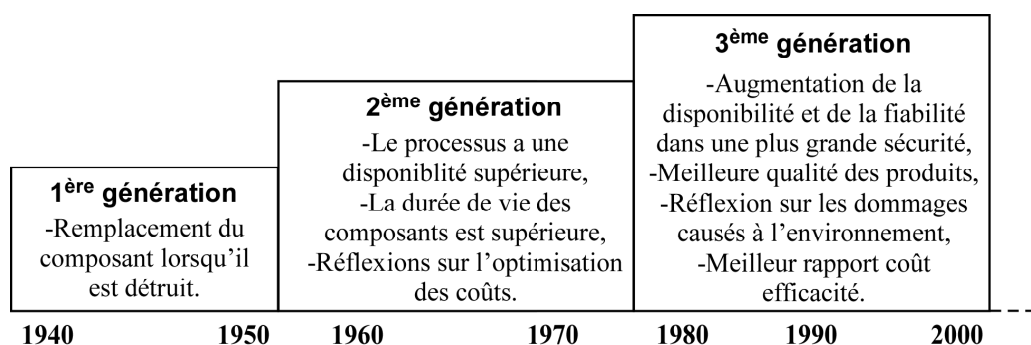 1ère génération
-Remplacement du
composant lorsqu'il
est détruit.
2ème génération
-Le processus a une
disponiblité supérieure,
-La durée de vie des
composants est supérieure,
-Réflexions sur l'optimisation
des coûts.
3ème génération
-Augmentation de la
disponibilité et de la fiabilité
dans une plus grande sécurité,
-Meilleure qualité des produits,
-Réflexion sur les dommages
causés à l'environnement,
-Meilleur rapport coût
efficacité.
1940 1950 1960 1970 1980 1990 2000